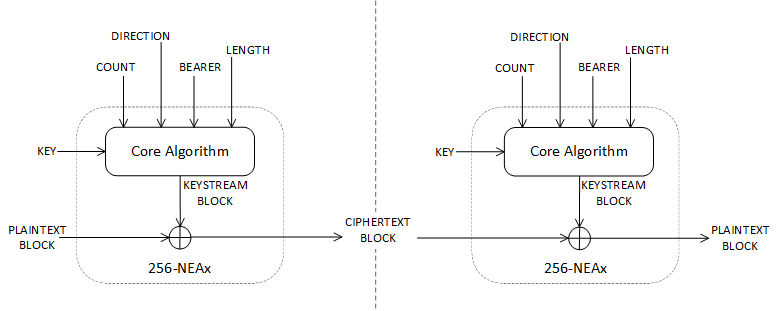 DIRECTION
LENGTH
COUNT
BEARER
KEY
Core Algorithm
KEYSTREAM
BLOCK
PLAINTEXT
BLOCK
256-NEAx
CIPHERTEXT
BLOCK
DIRECTION
LENGTH
COUNT
BEARER
KEY
Core Algorithm
KEYSTREAM
BLOCK
PLAINTEXT
BLOCK
256-NEAx